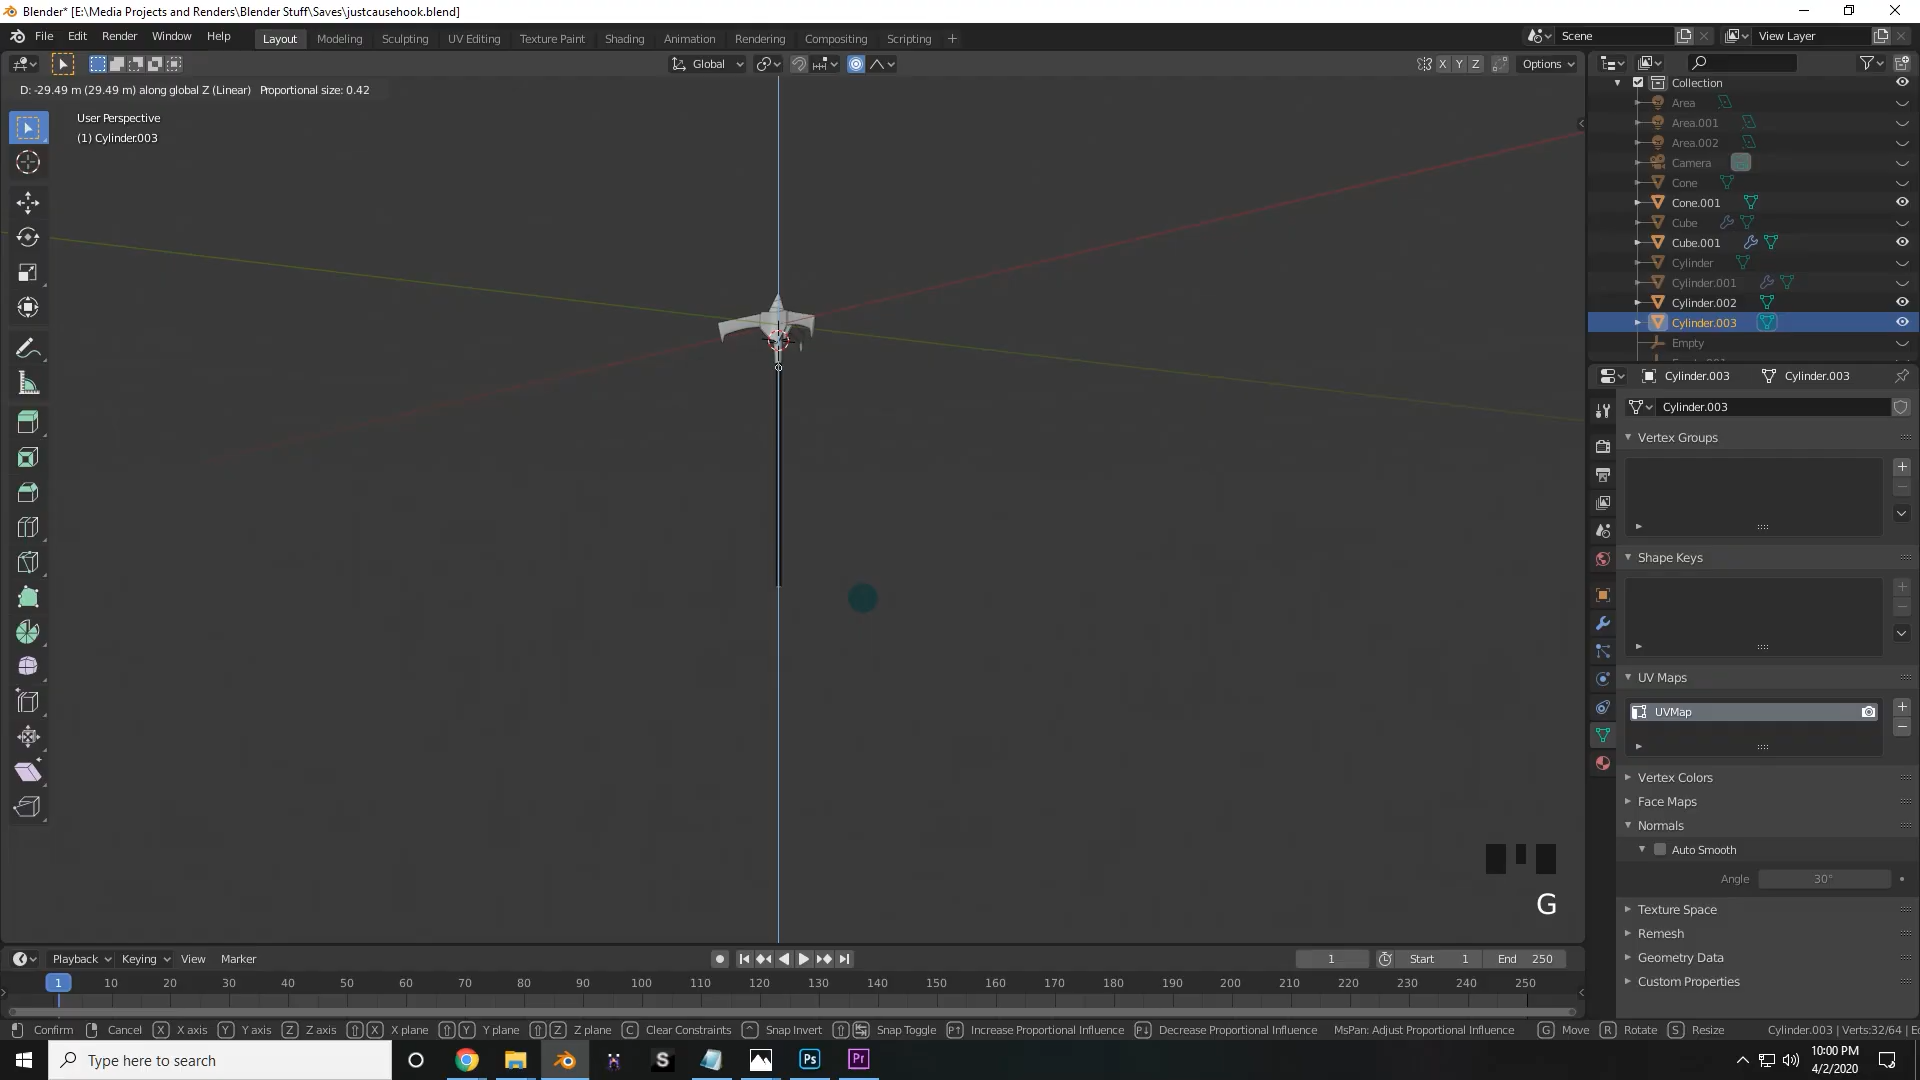 Blender* [E:\Media Projects and Renders\Blender Stuff\Saves\justcausehook.blend]
File Edit Render Window Help
Layout Modeling Sculpting UV Editing Texture Paint Shading Animation Rendering Compositing Scripting +
Scene
View Layer
Global
X Y Z
Options
D: -29.49 m (29.49 m) along global Z (Linear) Proportional size: 0.42
User Perspective
(1) Cylinder.003
Collection
Area
Area.001
Area.002
Camera
Cone
Cone.001
Cube
Cube.001
Cylinder
Cylinder.001
Cylinder.002
Cylinder.003
Empty
Cylinder.003 Cylinder.003
Cylinder.003
Vertex Groups
Shape Keys
UV Maps
UVMap
Vertex Colors
Face Maps
Normals
Auto Smooth
Angle 30°
Texture Space
Remesh
Geometry Data
Custom Properties
G
Playback Keying View Marker
1 Start 1 End 250
1 10 20 30 40 50 60 70 80 90 100 110 120 130 140 150 160 170 180 190 200 210 220 230 240 250
Confirm Cancel X X axis Y Y axis Z Z axis X X plane Y Y plane Z Z plane C Clear Constraints Snap Invert Snap Toggle Increase Proportional Influence Decrease Proportional Influence MsPan: Adjust Proportional Influence G Move R Rotate S Resize Cylinder.003 | Verts:32/64 |
Type here to search
S
Ps
Pr
10:00 PM
4/2/2020